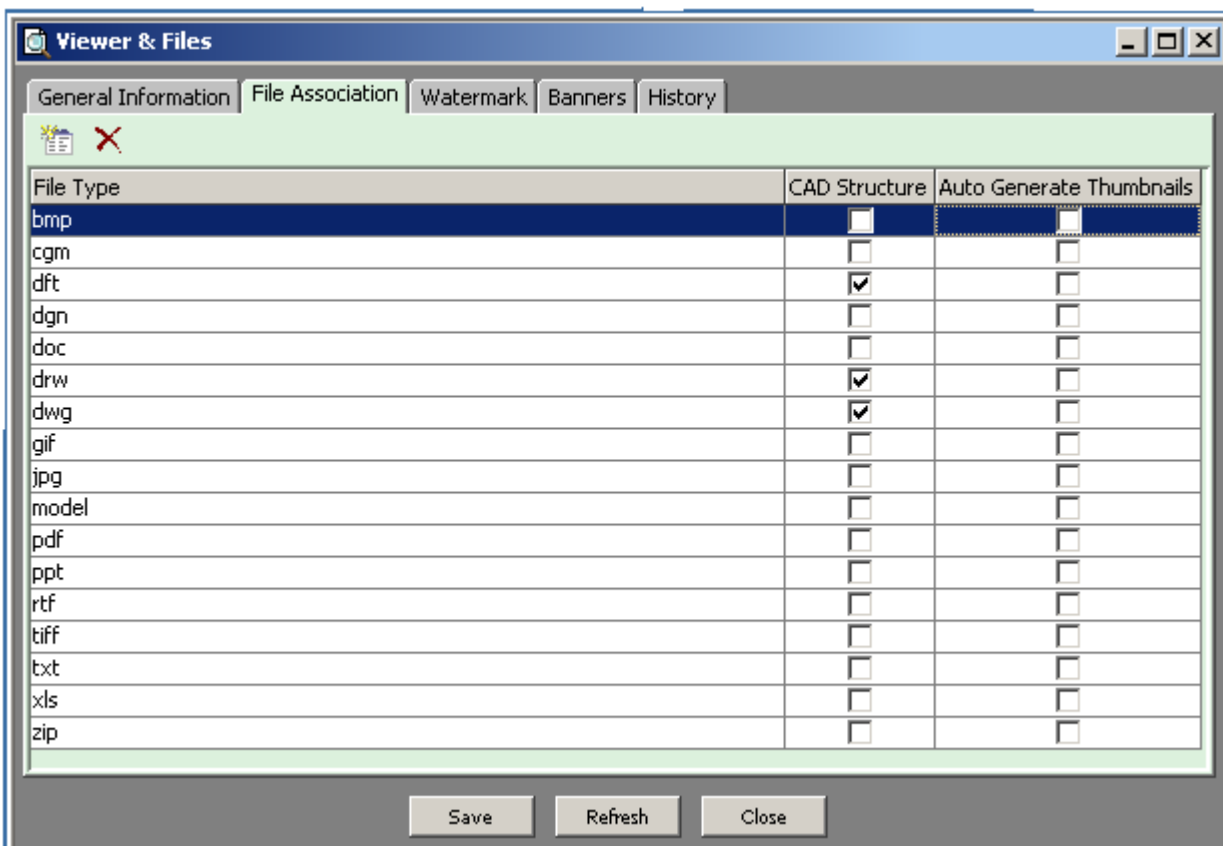 Viewer & Files
General Information File Association Watermark Banners History
File Type CAD Structure Auto Generate Thumbnails
bmp
cgm
dft
dgn
doc
drw
dwg
gif
jpg
model
pdf
ppt
rtf
tiff
txt
xls
zip
Save Refresh Close